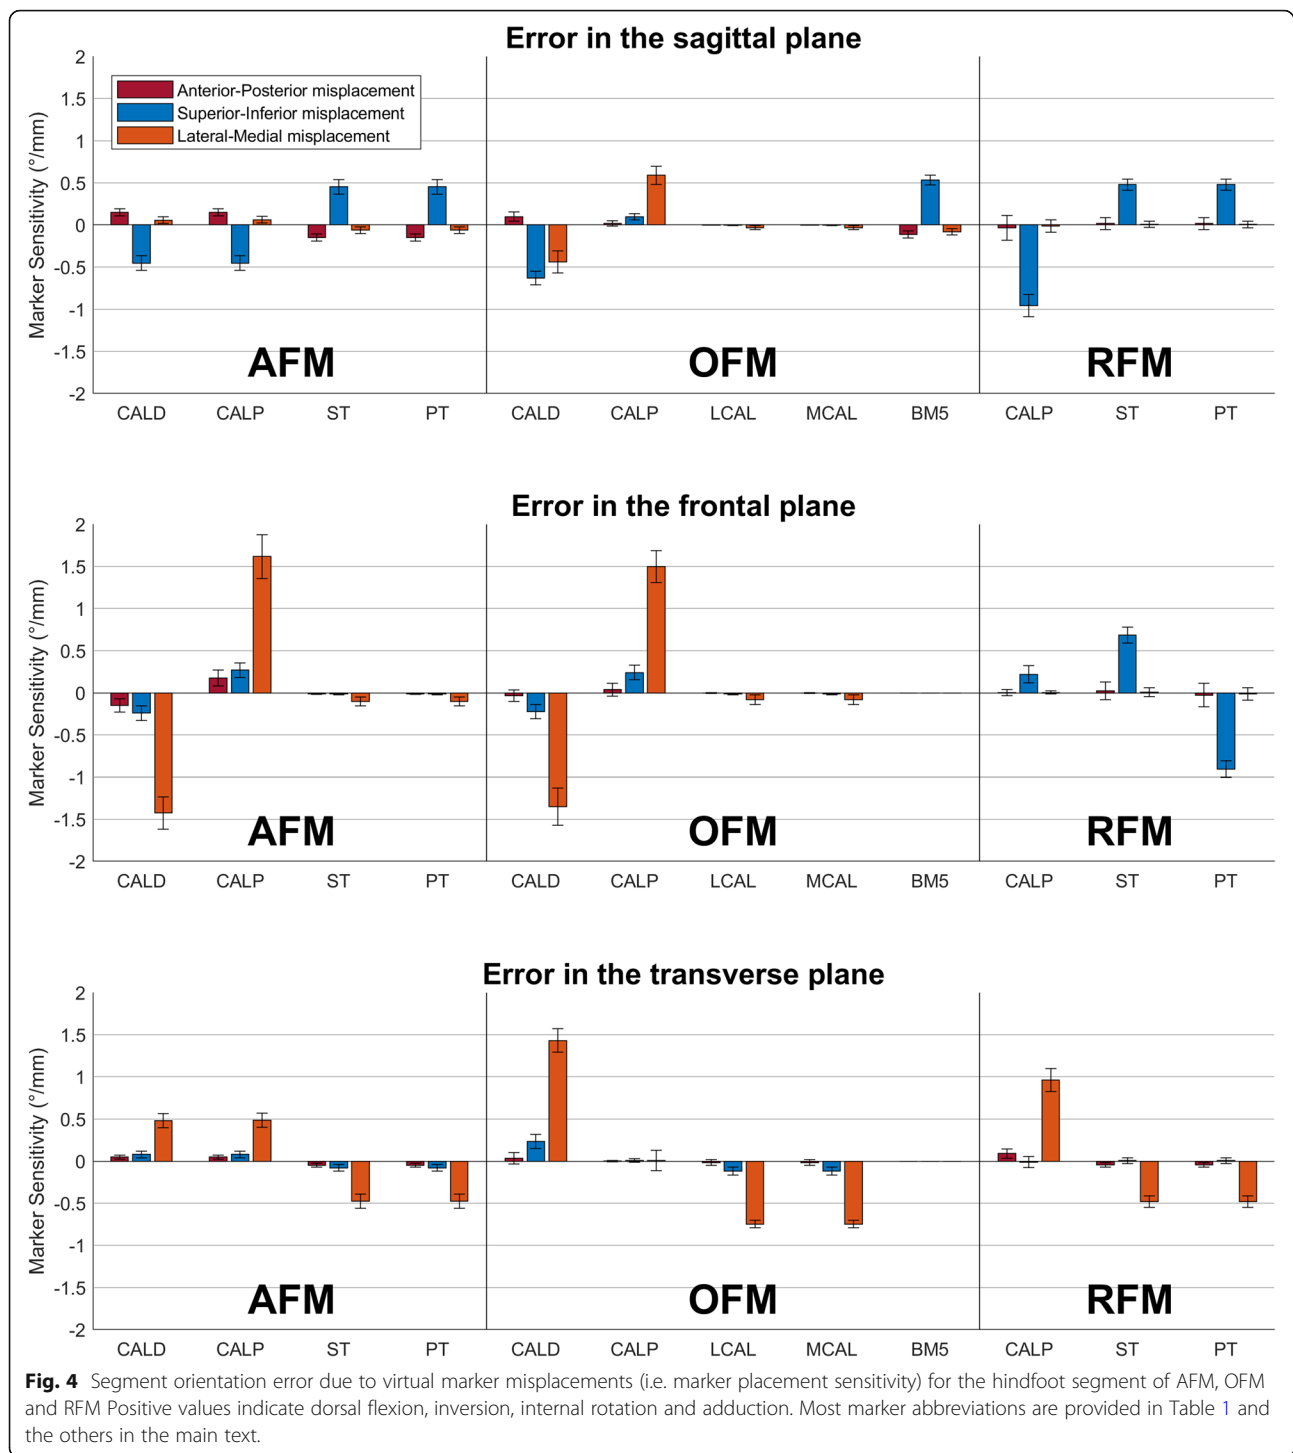 Error in the sagittal plane
2
1.5
1
0.5
0
-0.5
-1
-1.5
-2
Marker Sensitivity (°/mm)
Anterior-Posterior misplacement
Superior-Inferior misplacement
Lateral-Medial misplacement
AFM OFM RFM
CALD CALP ST PT CALD CALP LCAL MCAL BM5 CALP ST PT
Error in the frontal plane
2
1.5
1
0.5
0
-0.5
-1
-1.5
-2
Marker Sensitivity (°/mm)
AFM OFM RFM
CALD CALP ST PT CALD CALP LCAL MCAL BM5 CALP ST PT
Error in the transverse plane
2
1.5
1
0.5
0
-0.5
-1
-1.5
-2
Marker Sensitivity (°/mm)
AFM OFM RFM
CALD CALP ST PT CALD CALP LCAL MCAL BM5 CALP ST PT
Fig. 4 Segment orientation error due to virtual marker misplacements (i.e. marker placement sensitivity) for the hindfoot segment of AFM, OFM
and RFM Positive values indicate dorsal flexion, inversion, internal rotation and adduction. Most marker abbreviations are provided in Table 1 and
the others in the main text.